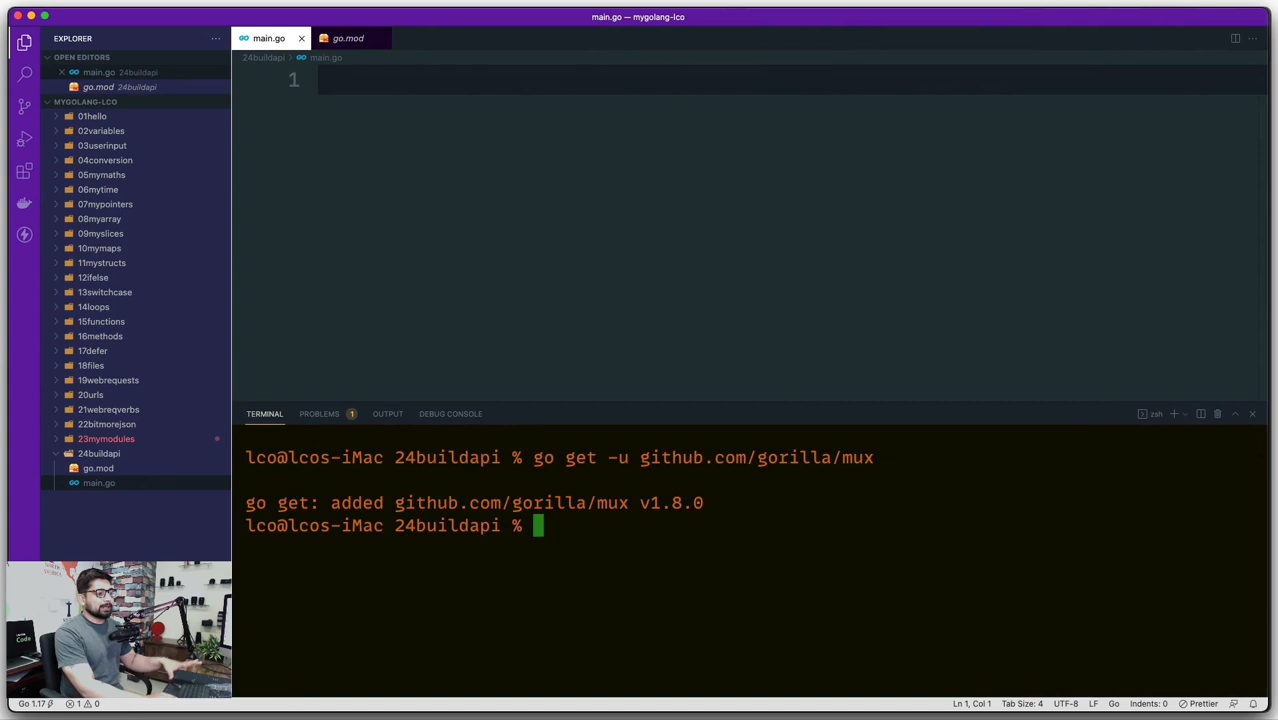 main.go — mygolang-lco
EXPLORER
main.go
go.mod
OPEN EDITORS
main.go 24buildapi
go.mod 24buildapi
24buildapi > main.go
1
MYGOLANG-LCO
01hello
02variables
03userinput
04conversion
05mymaths
06mytime
07mypointers
08myarray
09myslices
10mymaps
11mystructs
12ifelse
13switchcase
14loops
15functions
16methods
17defer
18files
19webrequests
20urls
21webreqverbs
22bitmorejson
23mymodules
24buildapi
go.mod
main.go
TERMINAL PROBLEMS 1 OUTPUT DEBUG CONSOLE
zsh
lco@lcos-iMac 24buildapi % go get -u github.com/gorilla/mux
go get: added github.com/gorilla/mux v1.8.0
lco@lcos-iMac 24buildapi %
Go 1.17 1 0
Ln 1, Col 1 Tab Size: 4 UTF-8 LF Go Indents: 0 Prettier